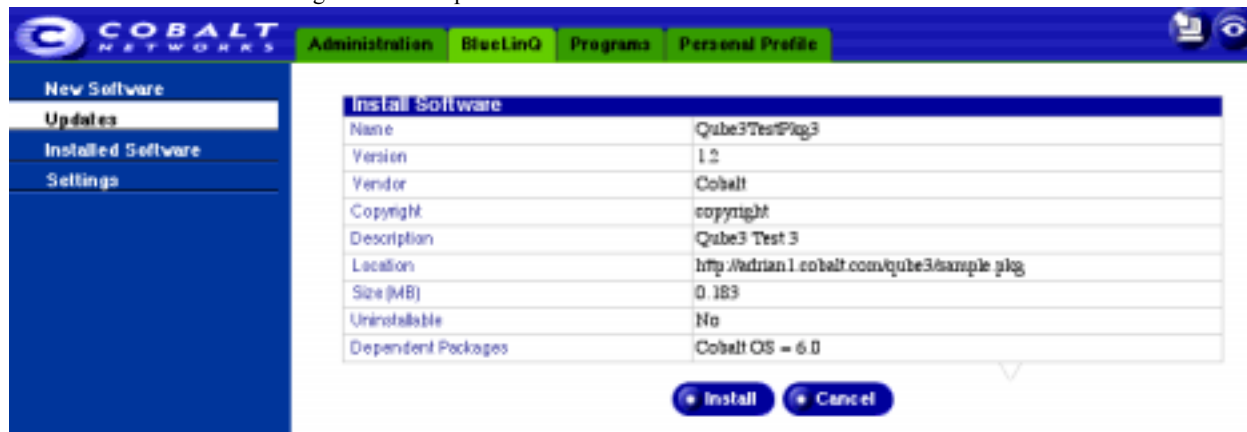 COBALT
NETWORKS
Administration BlueLinQ Programs Personal Profile
New Software
Updates
Installed Software
Settings
Install Software
Name Qube3TestPkg3
Version 1.2
Vendor Cobalt
Copyright copyright
Description Qube3 Test 3
Location http://adrian1.cobalt.com/qube3/sample.pkg
Size (MB) 0.183
Uninstallable No
Dependent Packages Cobalt OS = 6.0
Install Cancel